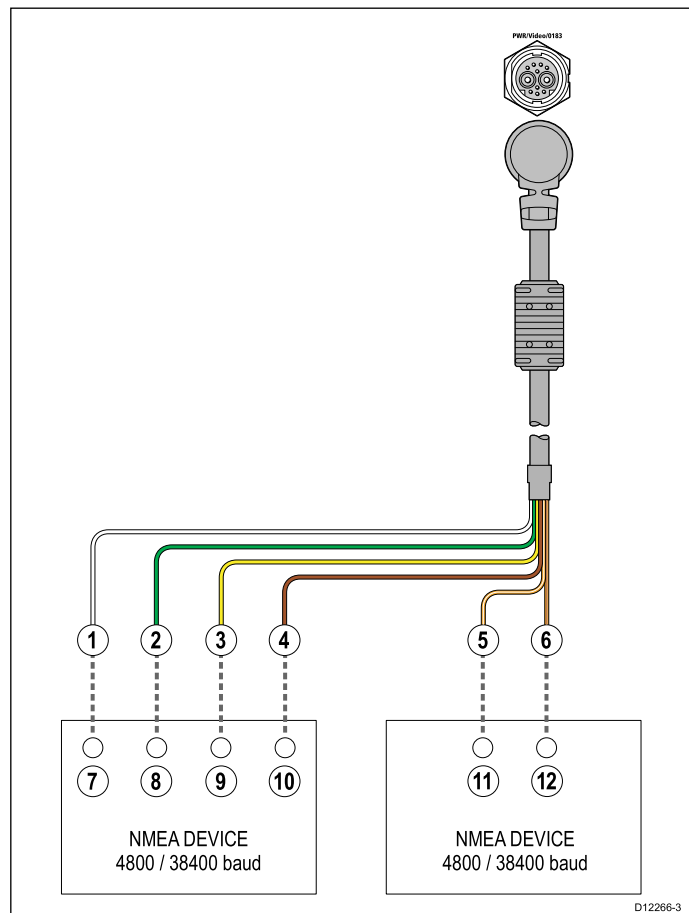 PWR/Video/0183
1 2 3 4 5 6
7 8 9 10 11 12
NMEA DEVICE
4800 / 38400 baud
NMEA DEVICE
4800 / 38400 baud
D12266-3